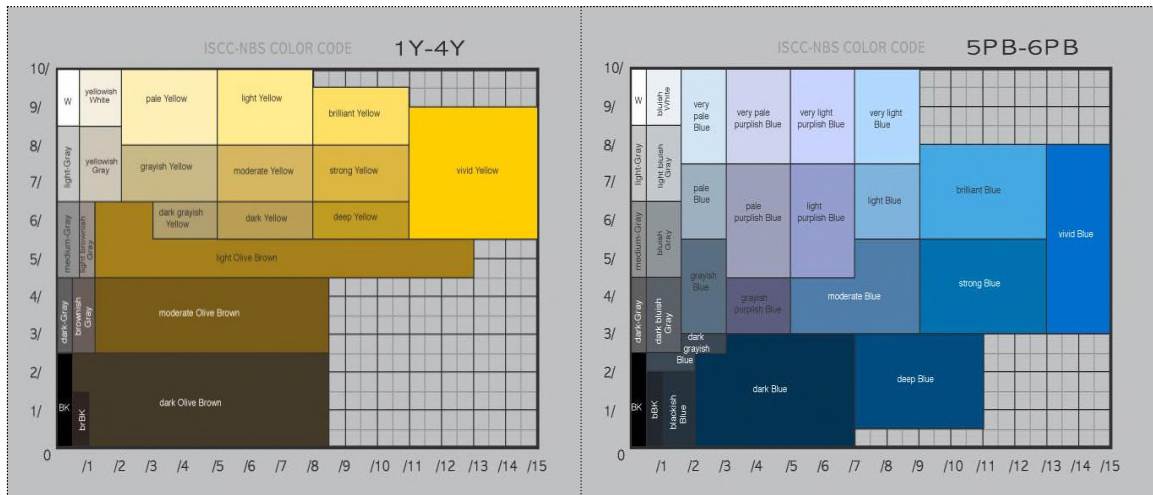 ISCC-NBS COLOR CODE 1Y-4Y
10/
9/
8/
7/
6/
5/
4/
3/
2/
1/
0
W
yellowish
White
pale Yellow
light Yellow
brilliant Yellow
light-Gray
yellowish
Gray
grayish Yellow
moderate Yellow
strong Yellow
vivid Yellow
medium-Gray
light brownish
Gray
dark grayish
Yellow
dark Yellow
deep Yellow
light Olive Brown
dark-Gray
brownish
Gray
moderate Olive Brown
BK
brBK
dark Olive Brown
/1 /2 /3 /4 /5 /6 /7 /8 /9 /10 /11 /12 /13 /14 /15
ISCC-NBS COLOR CODE 5PB-6PB
10/
9/
8/
7/
6/
5/
4/
3/
2/
1/
0
W
bluish
White
very
pale
Blue
very pale
purplish Blue
very light
purplish Blue
very light
Blue
light-Gray
light bluish
Gray
pale
Blue
pale
purplish Blue
light
purplish Blue
light Blue
brilliant Blue
vivid Blue
medium-Gray
bluish
Gray
grayish
Blue
grayish
purplish Blue
moderate Blue
strong Blue
dark-Gray
dark bluish
Gray
dark
grayish
Blue
BK
bBK
blackish
Blue
dark Blue
deep Blue
/1 /2 /3 /4 /5 /6 /7 /8 /9 /10 /11 /12 /13 /14 /15